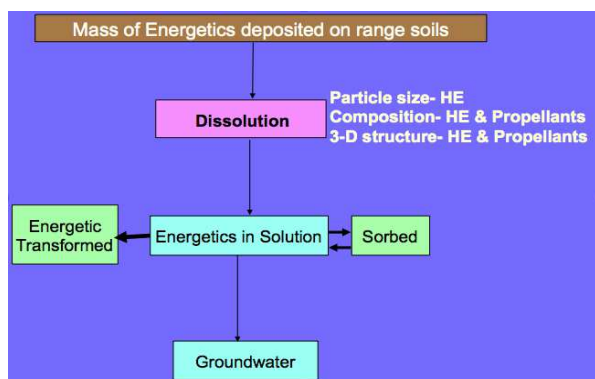 Mass of Energetics deposited on range soils
Particle size- HE
Composition- HE & Propellants
3-D structure- HE & Propellants
Dissolution
Energetic
Transformed
Energetics in Solution
Sorbed
Groundwater